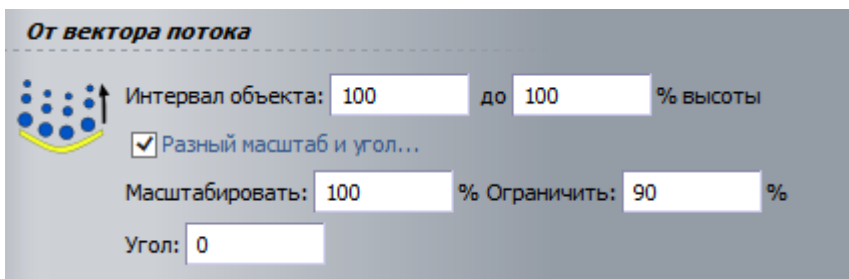 От вектора потока
Интервал объекта: 100 до 100 % высоты
Разный масштаб и угол...
Масштабировать: 100 % Ограничить: 90 %
Угол: 0